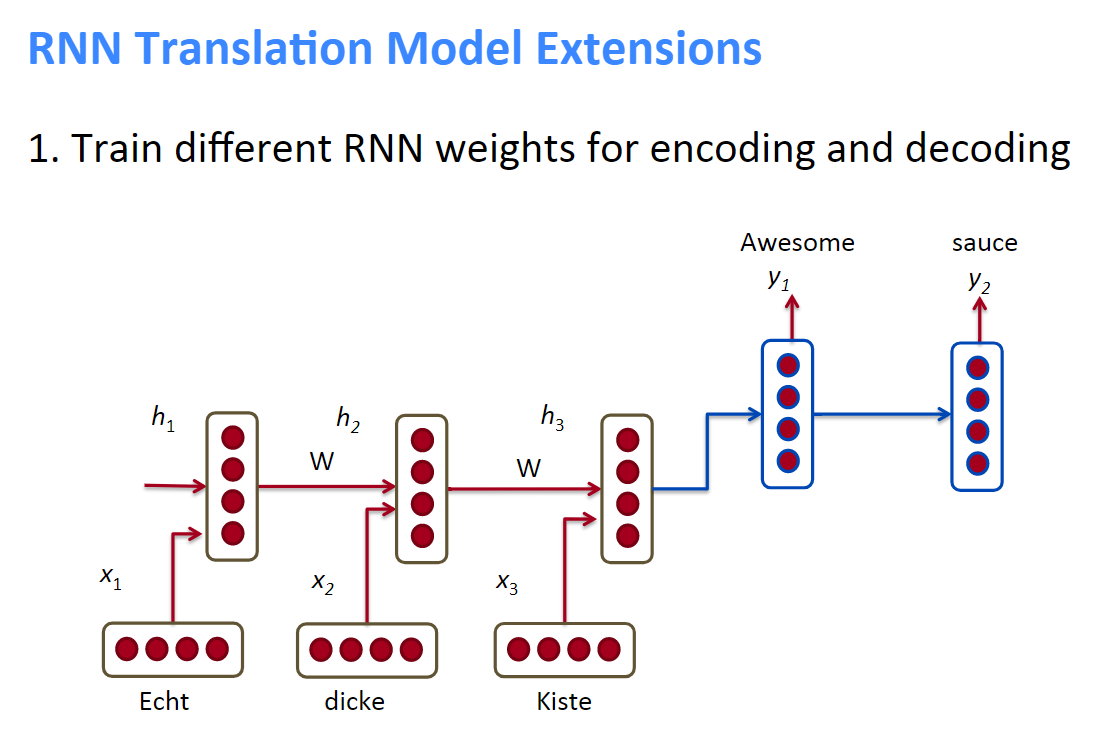 RNN Translation Model Extensions
1. Train different RNN weights for encoding and decoding
Awesome sauce
y1 y2
h1 h2 h3
W W
x1 x2 x3
Echt dicke Kiste